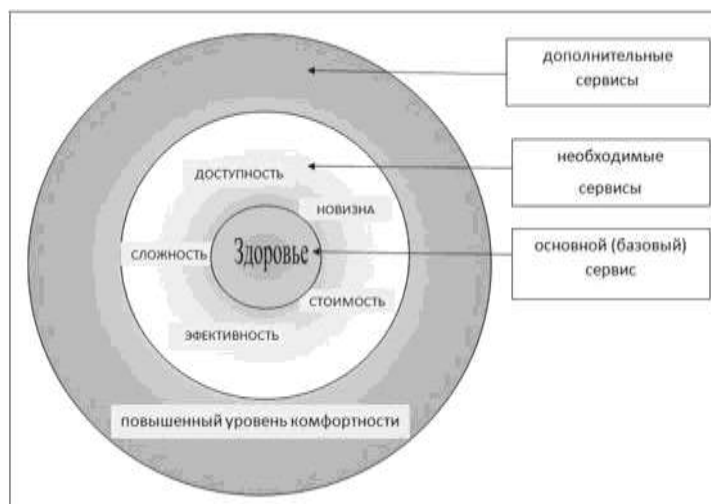 дополнительные
сервисы
необходимые
сервисы
ДОСТУПНОСТЬ
НОВИЗНА
СЛОЖНОСТЬ
Здоровье
основной (базовый)
сервис
СТОИМОСТЬ
ЭФЕКТИВНОСТЬ
повышенный уровень комфортности